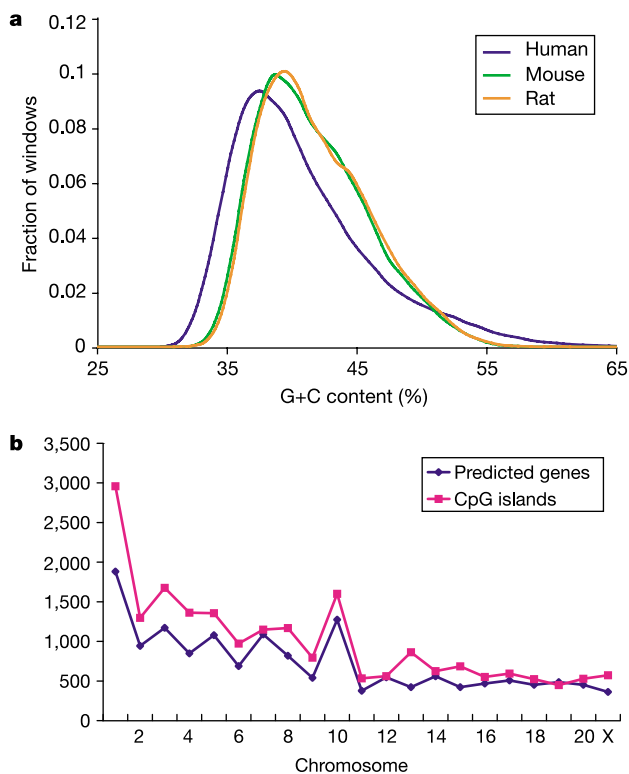 a
0.12
0.1
0.08
0.06
0.04
0.02
0
Fraction of windows
Human
Mouse
Rat
25 35 45 55 65
G+C content (%)
b
3,500
3,000
2,500
2,000
1,500
1,000
500
0
Predicted genes
CpG islands
2 4 6 8 10 12 14 16 18 20 X
Chromosome